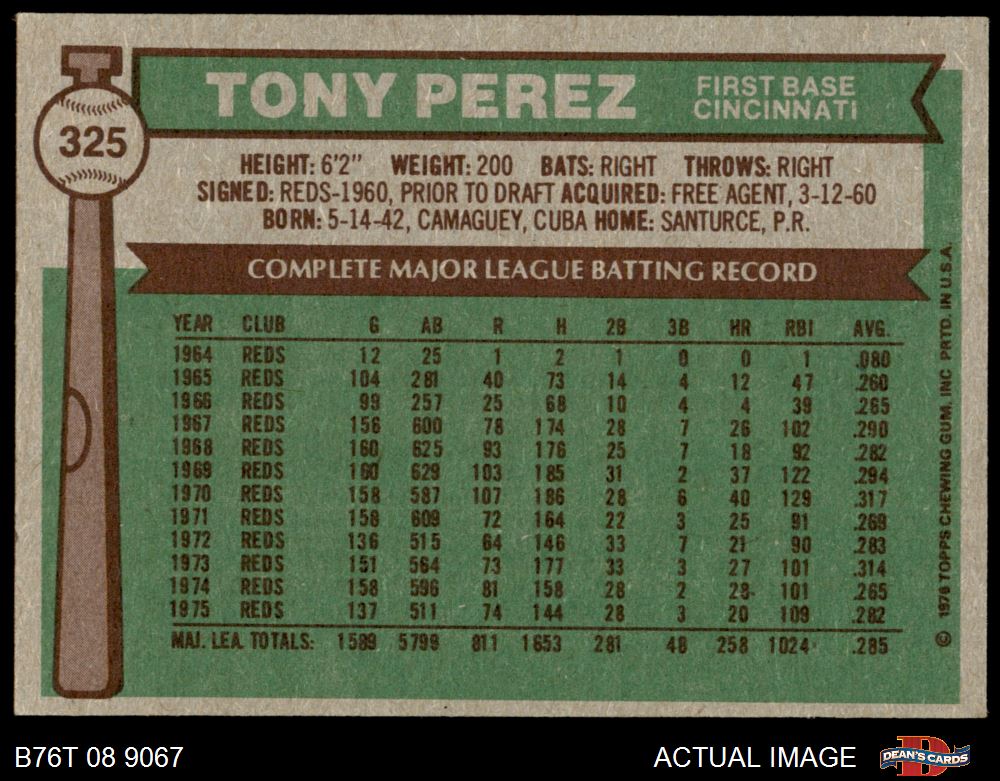 TONY PEREZ
FIRST BASE
CINCINNATI
325
HEIGHT: 6'2" WEIGHT: 200 BATS: RIGHT THROWS: RIGHT
SIGNED: REDS-1960, PRIOR TO DRAFT ACQUIRED: FREE AGENT, 3-12-60
BORN: 5-14-42, CAMAGUEY, CUBA HOME: SANTURCE, P.R.
COMPLETE MAJOR LEAGUE BATTING RECORD
YEAR CLUB G AB R H 2B 3B HR RBI AVG.
1964 REDS 12 25 1 2 1 0 0 1 .080
1965 REDS 104 281 40 73 14 4 12 47 .260
1966 REDS 99 257 25 68 10 4 4 39 .265
1967 REDS 156 600 78 174 28 7 26 102 .290
1968 REDS 160 625 93 176 25 7 18 92 .282
1969 REDS 160 629 103 185 31 2 37 122 .294
1970 REDS 158 587 107 186 28 6 40 129 .317
1971 REDS 158 609 72 164 22 3 25 91 .269
1972 REDS 136 515 64 146 33 7 21 90 .283
1973 REDS 151 564 73 177 33 3 27 101 .314
1974 REDS 158 596 81 158 28 2 28 101 .265
1975 REDS 137 511 74 144 28 3 20 109 .282
MAJ. LEA. TOTALS: 1589 5799 811 1653 281 48 258 1024 .285
© 1976 TOPPS CHEWING GUM, INC PRTD. IN U.S.A.
B76T 08 9067
ACTUAL IMAGE
DEAN'S CARDS